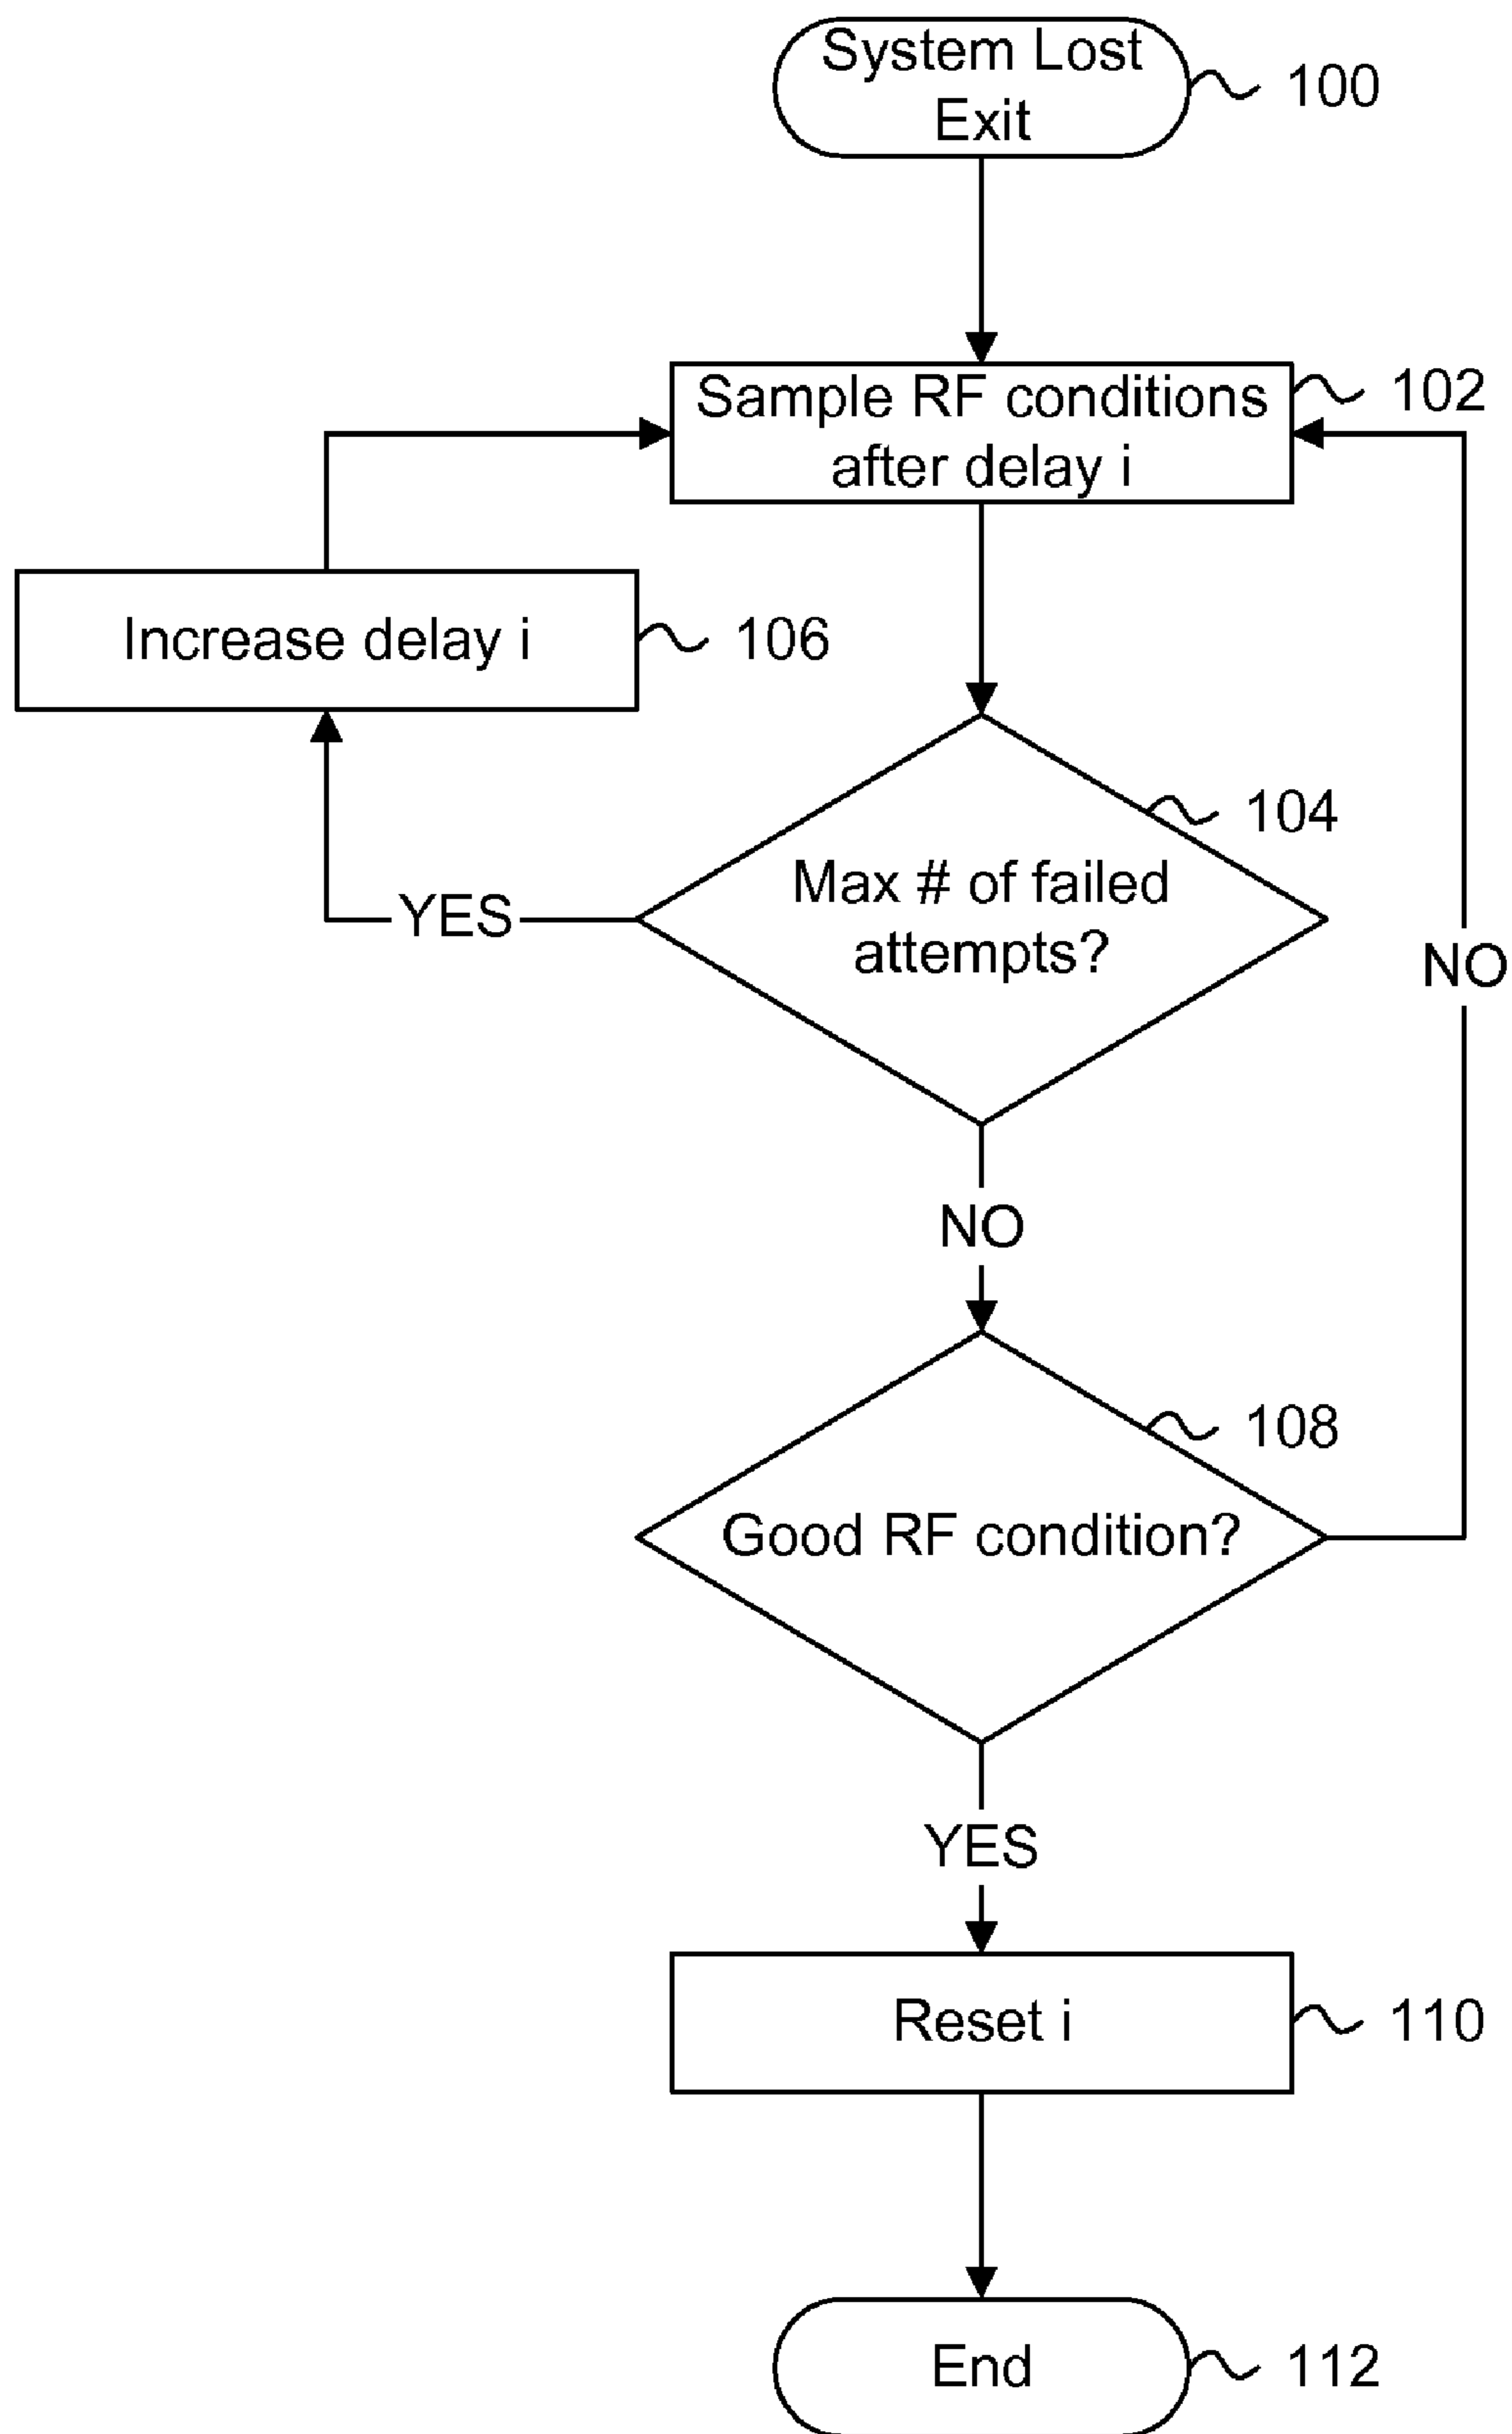 System Lost
Exit
100
Sample RF conditions
after delay i
102
Increase delay i
106
104
Max # of failed
attempts?
YES
NO
NO
108
Good RF condition?
YES
Reset i
110
End
112